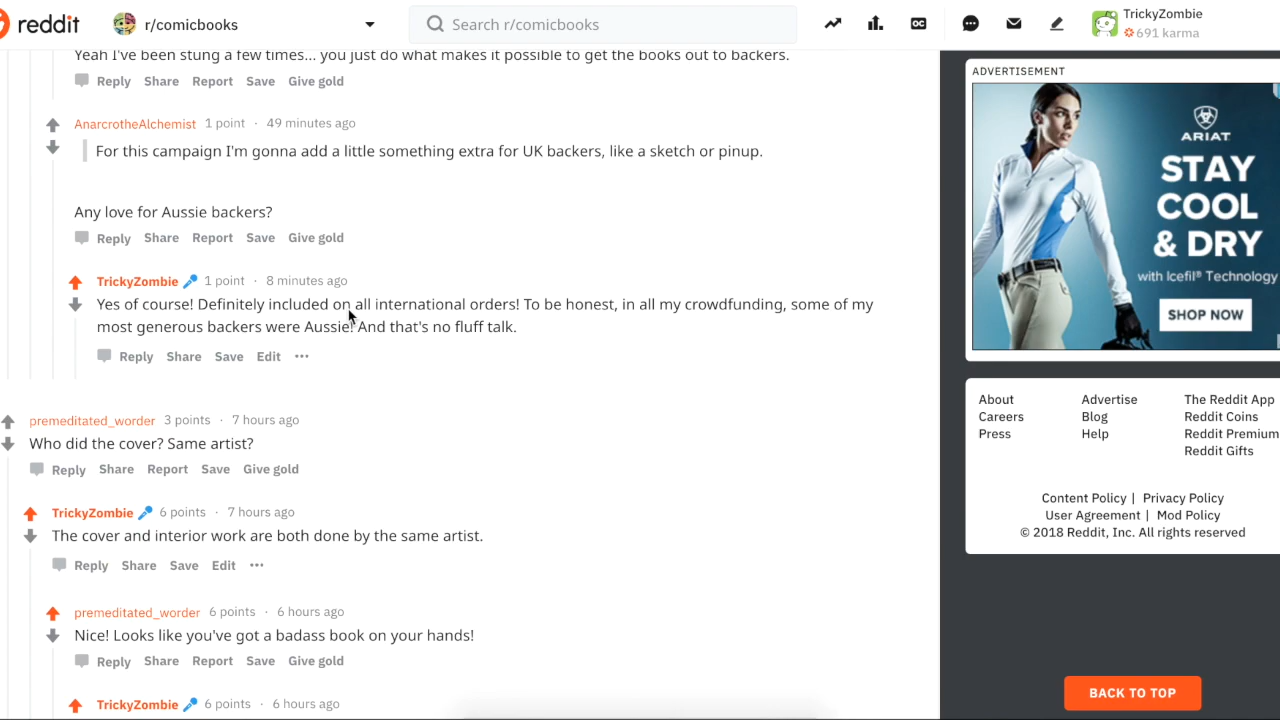 reddit
r/comicbooks
Search r/comicbooks
TrickyZombie
691 karma
Yeah I've been stung a few times... you just do what makes it possible to get the books out to backers.
Reply Share Report Save Give gold
AnarcrotheAlchemist 1 point · 49 minutes ago
For this campaign I'm gonna add a little something extra for UK backers, like a sketch or pinup.
Any love for Aussie backers?
Reply Share Report Save Give gold
TrickyZombie 1 point · 8 minutes ago
Yes of course! Definitely included on all international orders! To be honest, in all my crowdfunding, some of my
most generous backers were Aussie! And that's no fluff talk.
Reply Share Save Edit ...
premeditated_worder 3 points · 7 hours ago
Who did the cover? Same artist?
Reply Share Report Save Give gold
TrickyZombie 6 points · 7 hours ago
The cover and interior work are both done by the same artist.
Reply Share Save Edit ...
premeditated_worder 6 points · 6 hours ago
Nice! Looks like you've got a badass book on your hands!
Reply Share Report Save Give gold
TrickyZombie 6 points · 6 hours ago
ADVERTISEMENT
ARIAT
STAY
COOL
& DRY
with Icefil® Technology
SHOP NOW
About Advertise The Reddit App
Careers Blog Reddit Coins
Press Help Reddit Premium
Reddit Gifts
Content Policy | Privacy Policy
User Agreement | Mod Policy
© 2018 Reddit, Inc. All rights reserved
BACK TO TOP
OC